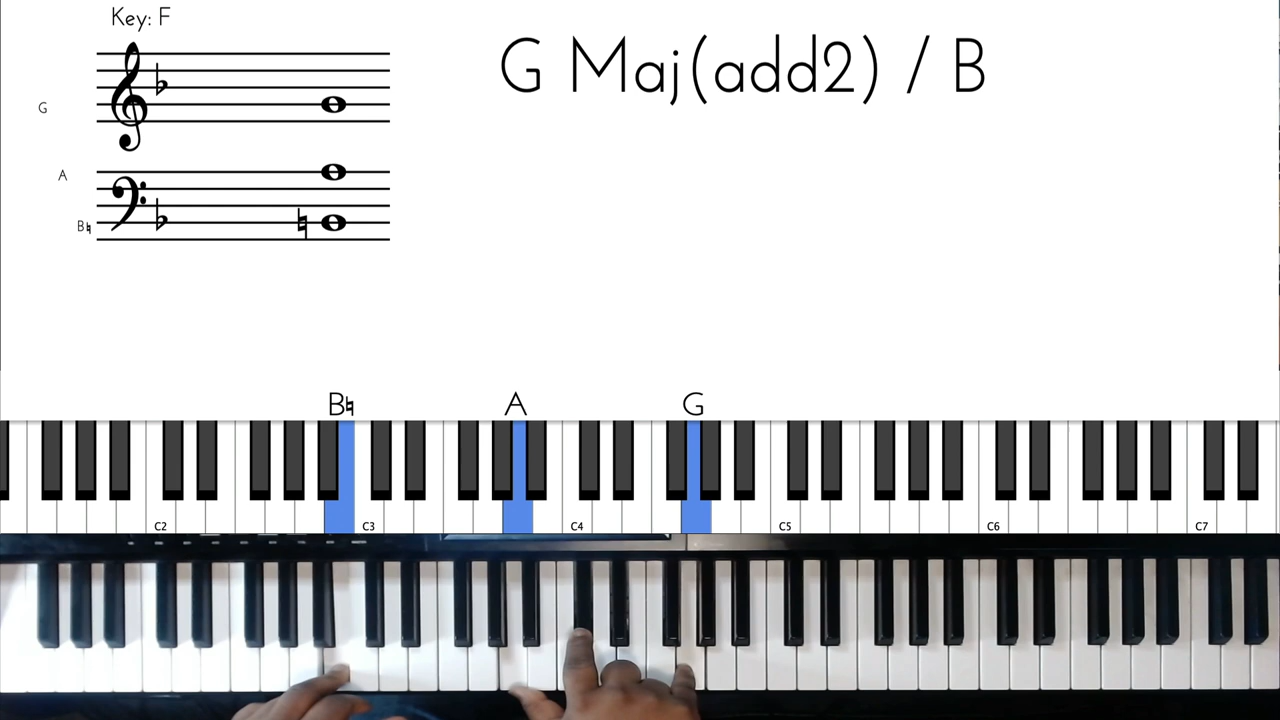 Key: F
G Maj(add2) / B
G
A
B♮
B♮ A G
C2 C3 C4 C5 C6 C7